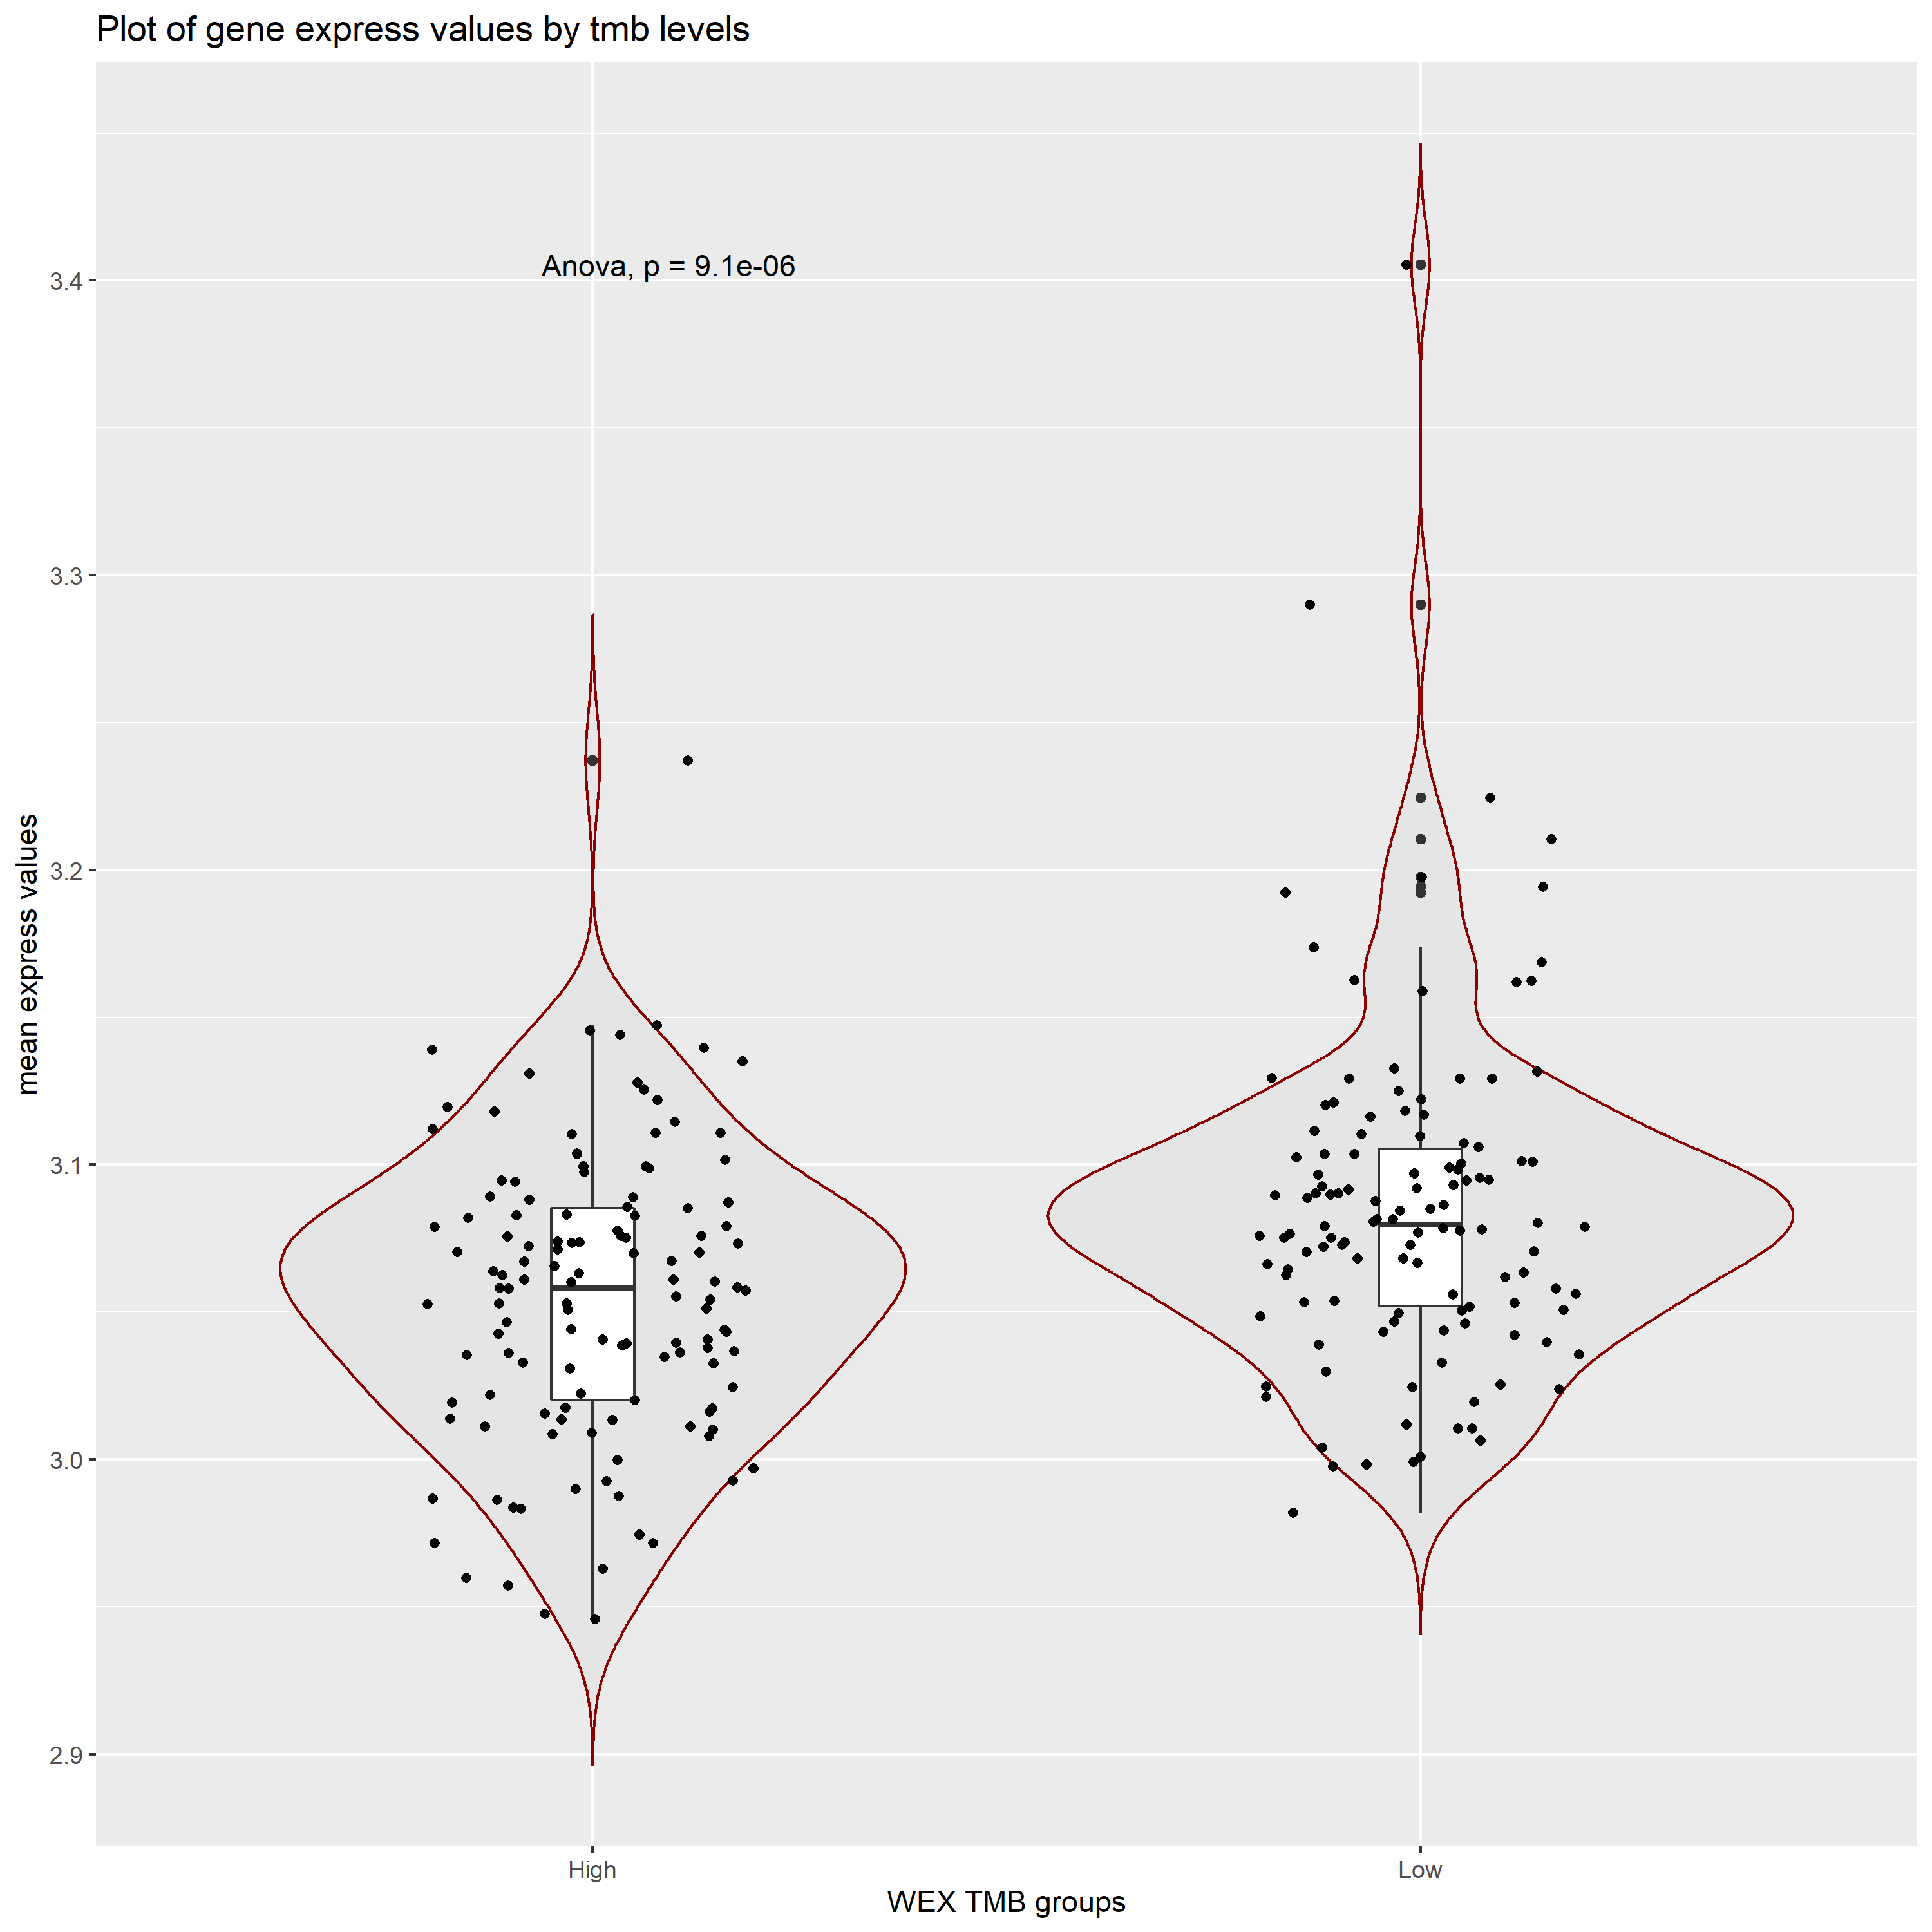 Plot of gene express values by tmb levels
Anova, p = 9.1e-06
3.4
3.3
3.2
3.1
3.0
2.9
mean express values
High
Low
WEX TMB groups